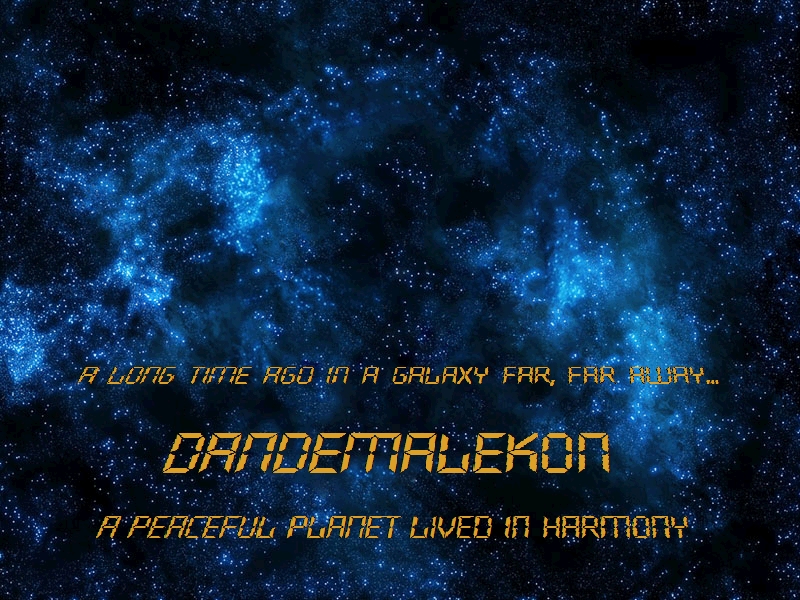 A LONG TIME AGO IN A GALAXY FAR, FAR AWAY...
DANDEMALEKON
A PEACEFUL PLANET LIVED IN HARMONY